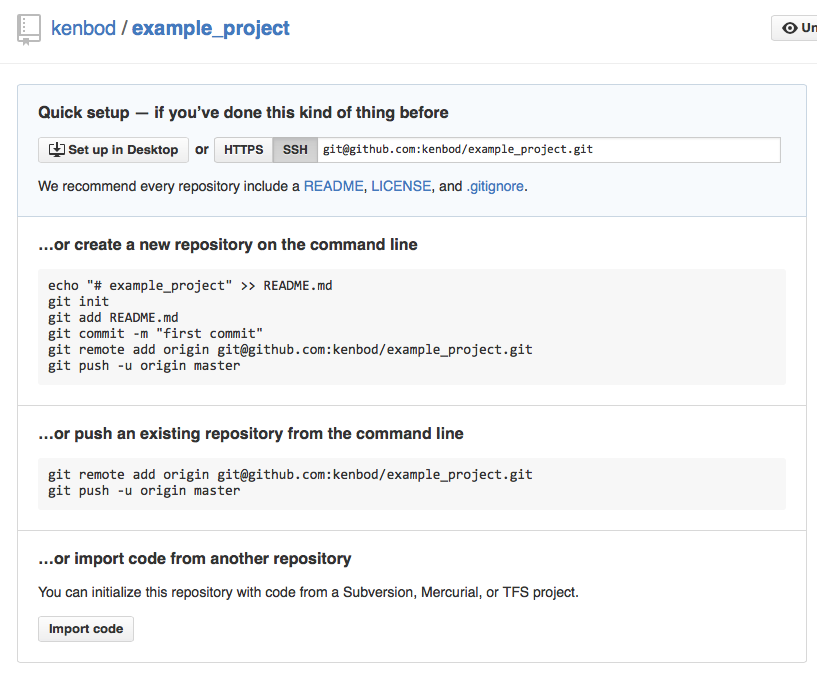 kenbod / example_project
Un
Quick setup — if you’ve done this kind of thing before
Set up in Desktop or HTTPS SSH git@github.com:kenbod/example_project.git
We recommend every repository include a README, LICENSE, and .gitignore.
…or create a new repository on the command line
echo "# example_project" >> README.md
git init
git add README.md
git commit -m "first commit"
git remote add origin git@github.com:kenbod/example_project.git
git push -u origin master
…or push an existing repository from the command line
git remote add origin git@github.com:kenbod/example_project.git
git push -u origin master
…or import code from another repository
You can initialize this repository with code from a Subversion, Mercurial, or TFS project.
Import code